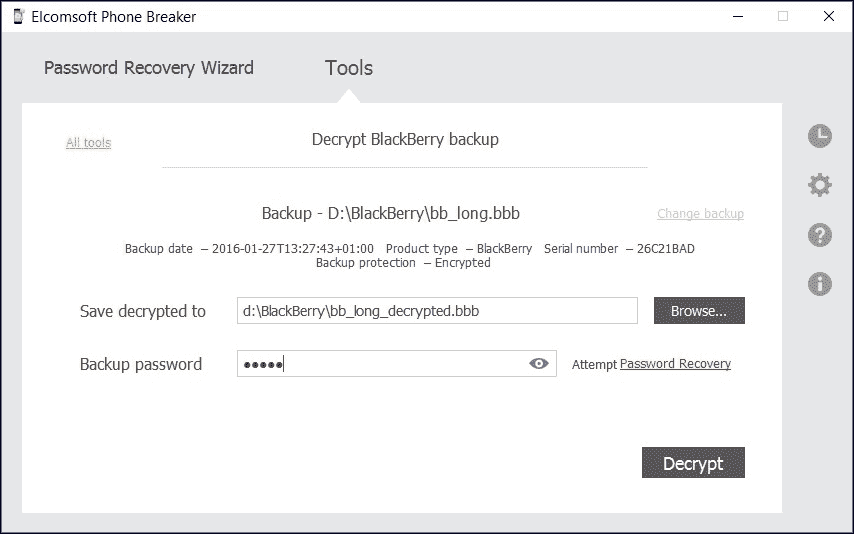 Elcomsoft Phone Breaker
Password Recovery Wizard Tools
All tools
Decrypt BlackBerry backup
Backup - D:\BlackBerry\bb_long.bbb
Change backup
Backup date – 2016-01-27T13:27:43+01:00 Product type – BlackBerry Serial number – 26C21BAD
Backup protection – Encrypted
Save decrypted to d:\BlackBerry\bb_long_decrypted.bbb Browse...
Backup password ●●●●● Attempt Password Recovery
Decrypt